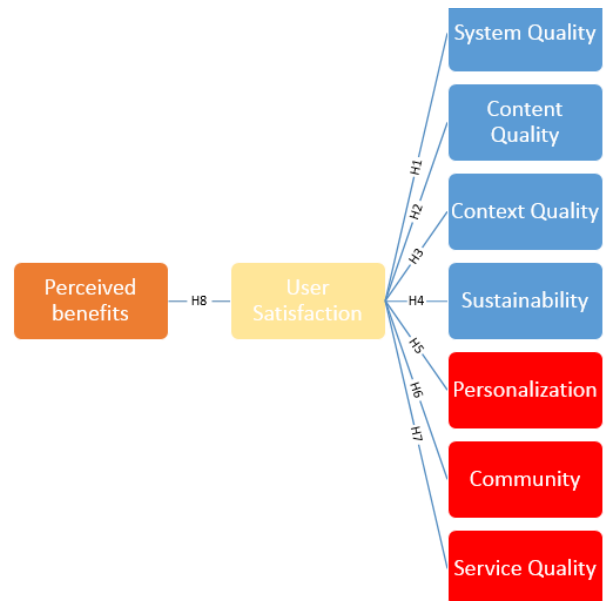 System Quality
Content
Quality
Context Quality
Sustainability
Personalization
Community
Service Quality
Perceived
benefits
User
Satisfaction
H1
H2
H3
H4
H5
H6
H7
H8